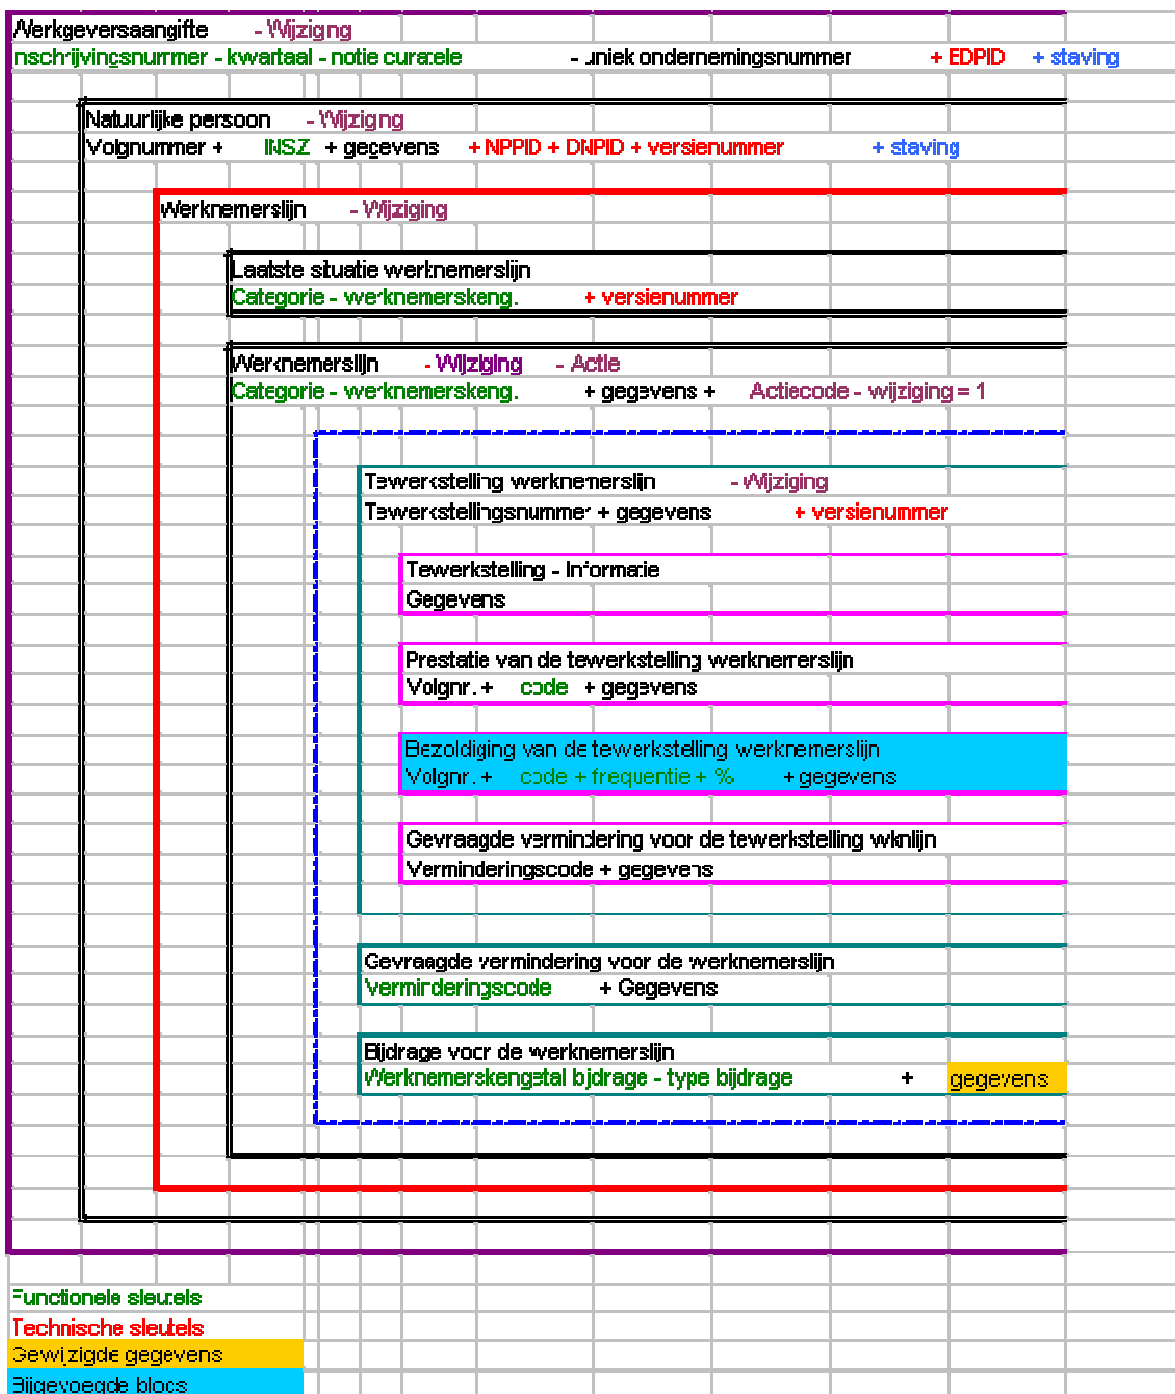 Werkgeversaangifte - Wijziging
Inschrijvingsnummer - kwartaal - notie curatele - uniek ondernemingsnummer + EDPID + staving
Natuurlijke persoon - Wijziging
Volgnummer + INSZ + gegevens + NPPID + DNPID + versienummer + staving
Werknemerslijn - Wijziging
Laatste situatie werknemerslijn
Categorie - werknemerskeng. + versienummer
Werknemerslijn - Wijziging - Actie
Categorie - werknemerskeng. + gegevens + Actiecode - wijziging = 1
Tewerkstelling werknemerslijn - Wijziging
Tewerkstellingsnummer + gegevens + versienummer
Tewerkstelling - Informatie
Gegevens
Prestatie van de tewerkstelling werknemerslijn
Volgnr. + code + gegevens
Bezoldiging van de tewerkstelling werknemerslijn
Volgnr. + code + frequentie + % + gegevens
Gevraagde vermindering voor de tewerkstelling wknlijn
Verminderingscode + gegevens
Gevraagde vermindering voor de werknemerslijn
Verminderingscode + Gegevens
Bijdrage voor de werknemerslijn
Werknemerskengetal bijdrage - type bijdrage + gegevens
Functionele sleutels
Technische sleutels
Gewijzigde gegevens
Bijgevoegde blocs